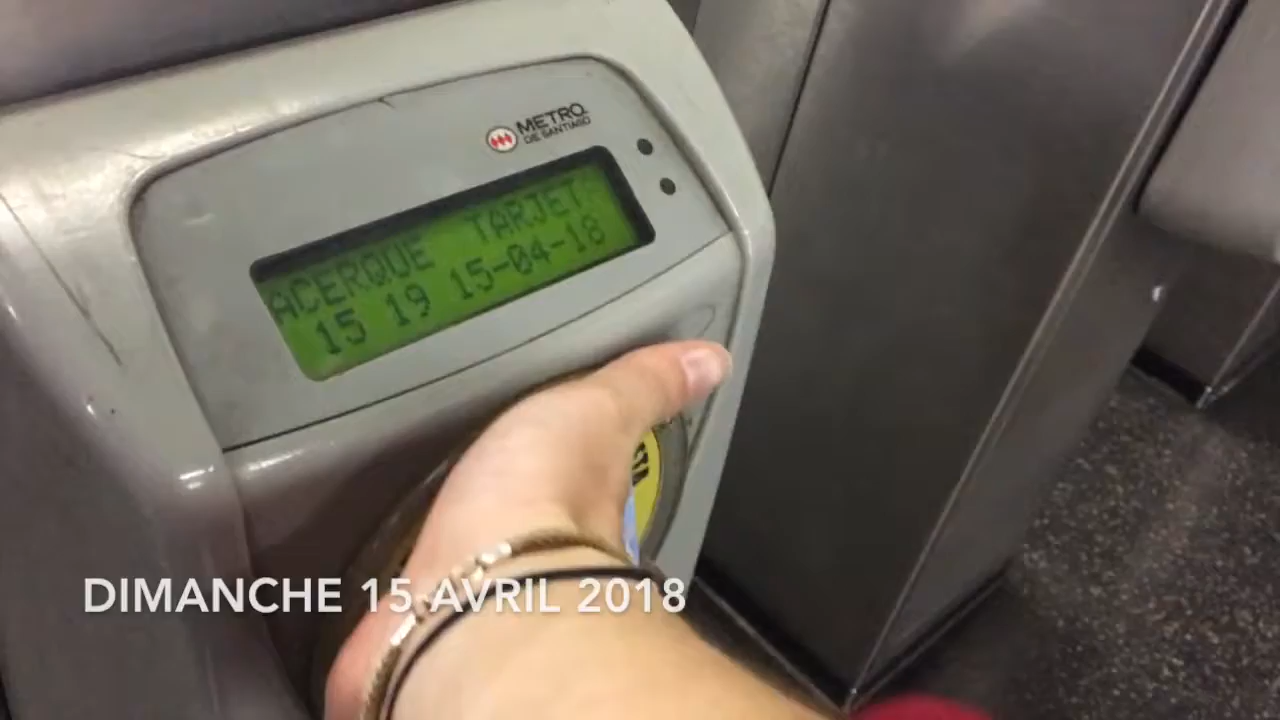 METRO
DE SANTIAGO
ACERQUE TARJET
15 19 15-04-18
DIMANCHE 15 AVRIL 2018